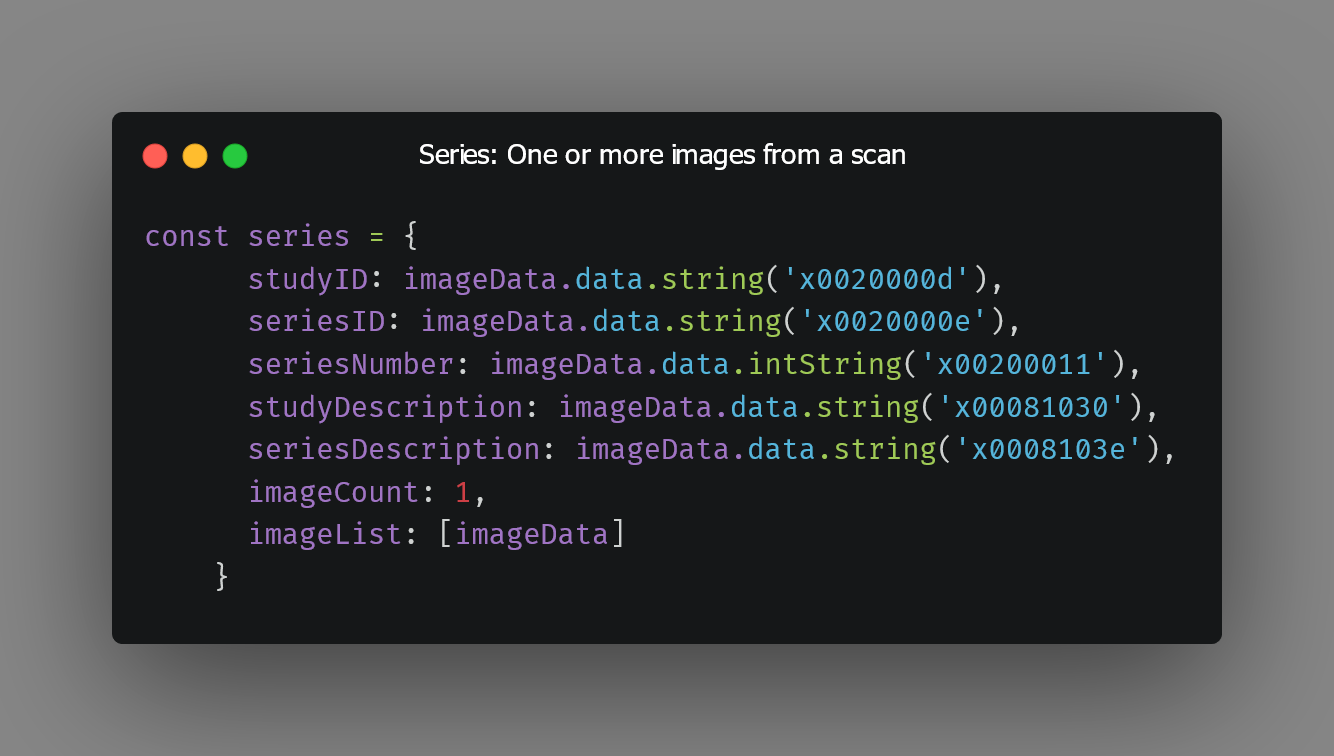 Series: One or more images from a scan
const series = {
studyID: imageData.data.string('x0020000d'),
seriesID: imageData.data.string('x0020000e'),
seriesNumber: imageData.data.intString('x00200011'),
studyDescription: imageData.data.string('x00081030'),
seriesDescription: imageData.data.string('x0008103e'),
imageCount: 1,
imageList: [imageData]
}